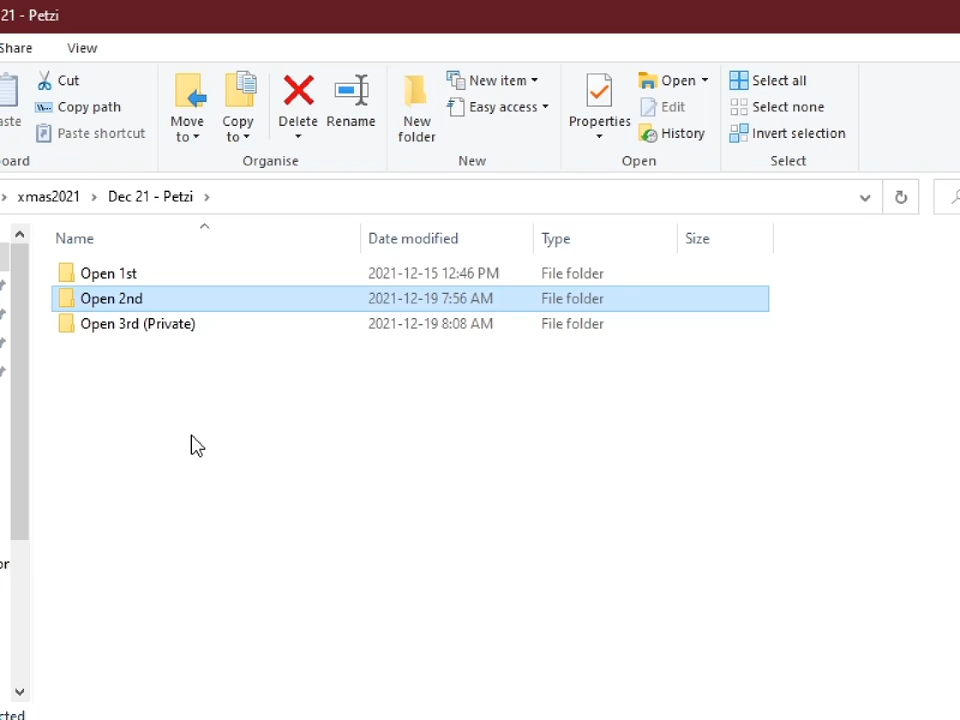 21 - Petzi
Share View
Cut
Copy path
Paste shortcut
Move to
Copy to
Delete
Rename
Organise
New folder
New item
Easy access
New
Properties
Open
Edit
History
Open
Select all
Select none
Invert selection
Select
xmas2021 Dec 21 - Petzi
Name Date modified Type Size
Open 1st 2021-12-15 12:46 PM File folder
Open 2nd 2021-12-19 7:56 AM File folder
Open 3rd (Private) 2021-12-19 8:08 AM File folder